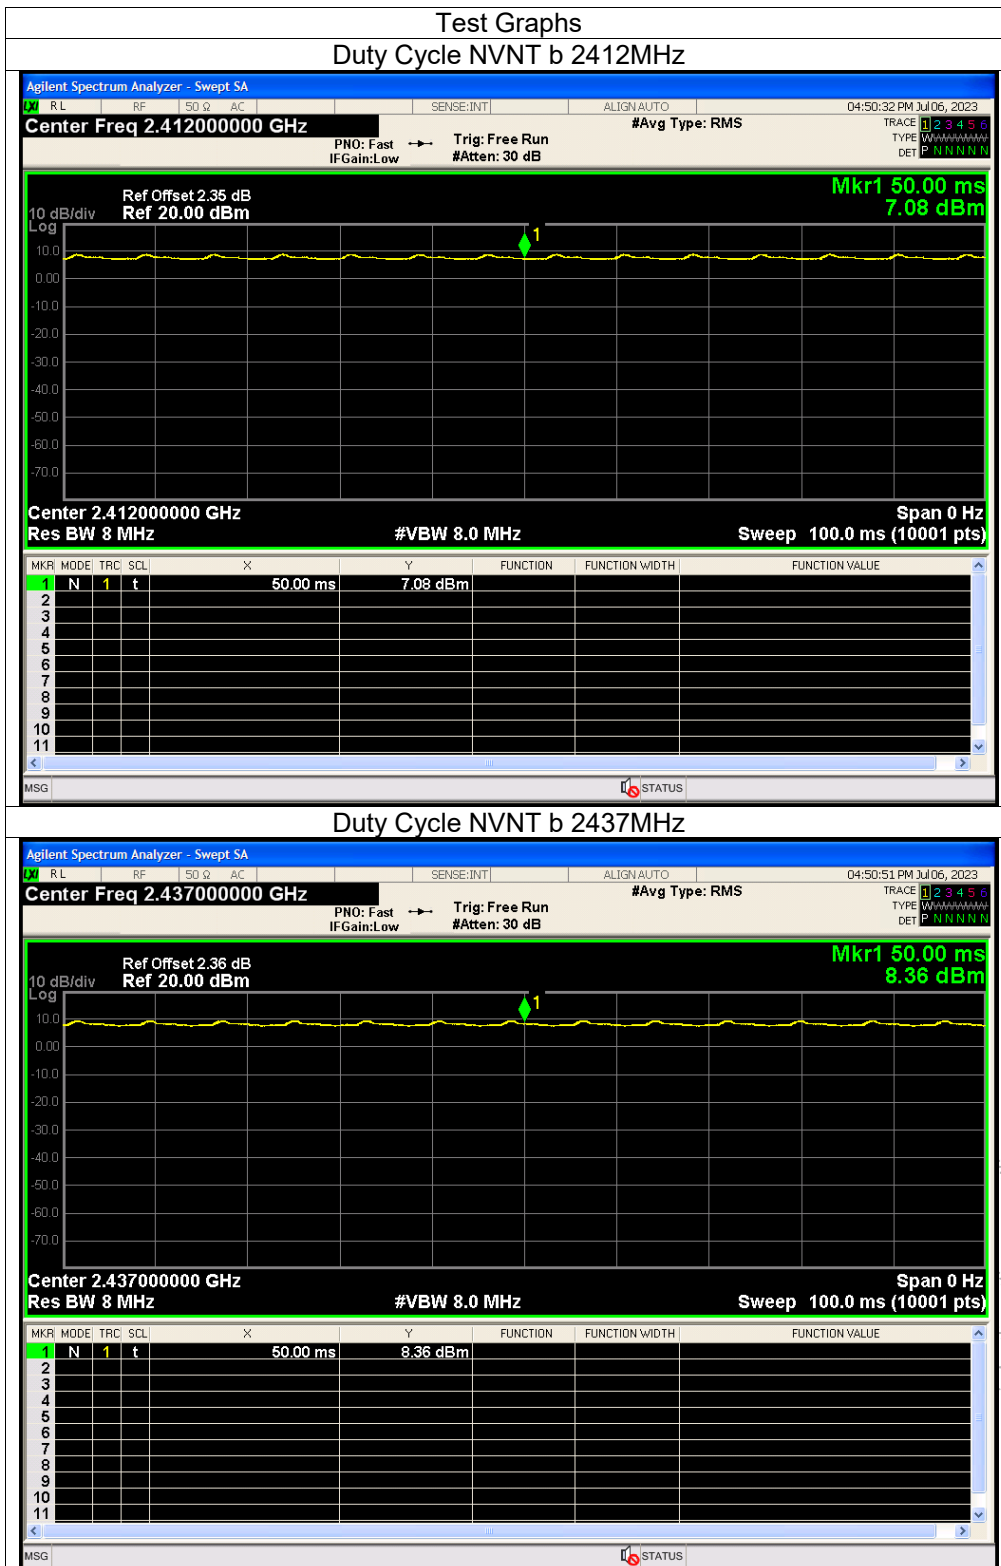 Test Graphs
Duty Cycle NVNT b 2412MHz
Agilent Spectrum Analyzer - Swept SA
LXI RL RF 50 Ω AC SENSE:INT ALIGN AUTO 04:50:32 PM Jul 06, 2023
Center Freq 2.412000000 GHz #Avg Type: RMS TRACE 1 2 3 4 5 6
PNO: Fast Trig: Free Run TYPE WWWWWW
IFGain:Low #Atten: 30 dB DET P N N N N N
Mkr1 50.00 ms
Ref Offset 2.35 dB
10 dB/div Ref 20.00 dBm 7.08 dBm
Log
1
10.0
0.00
-10.0
-20.0
-30.0
-40.0
-50.0
-60.0
-70.0
Center 2.412000000 GHz Span 0 Hz
Res BW 8 MHz #VBW 8.0 MHz Sweep 100.0 ms (10001 pts)
MKR MODE TRC SCL X Y FUNCTION FUNCTION WIDTH FUNCTION VALUE
1 N 1 t 50.00 ms 7.08 dBm
2
3
4
5
6
7
8
9
10
11
MSG STATUS
Duty Cycle NVNT b 2437MHz
Agilent Spectrum Analyzer - Swept SA
LXI RL RF 50 Ω AC SENSE:INT ALIGN AUTO 04:50:51 PM Jul 06, 2023
Center Freq 2.437000000 GHz #Avg Type: RMS TRACE 1 2 3 4 5 6
PNO: Fast Trig: Free Run TYPE WWWWWW
IFGain:Low #Atten: 30 dB DET P N N N N N
Mkr1 50.00 ms
Ref Offset 2.36 dB
10 dB/div Ref 20.00 dBm 8.36 dBm
Log
1
10.0
0.00
-10.0
-20.0
-30.0
-40.0
-50.0
-60.0
-70.0
Center 2.437000000 GHz Span 0 Hz
Res BW 8 MHz #VBW 8.0 MHz Sweep 100.0 ms (10001 pts)
MKR MODE TRC SCL X Y FUNCTION FUNCTION WIDTH FUNCTION VALUE
1 N 1 t 50.00 ms 8.36 dBm
2
3
4
5
6
7
8
9
10
11
MSG STATUS